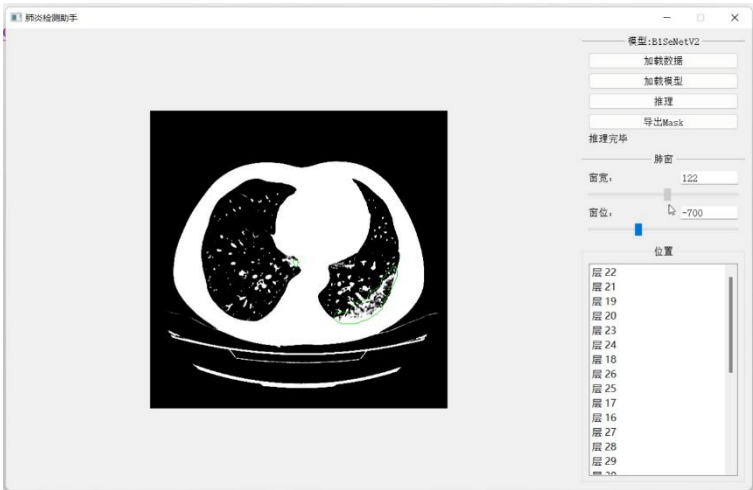 肺炎检测助手
模型:BiSeNetV2
加载数据
加载模型
推理
导出Mask
推理完毕
肺窗
窗宽： 122
窗位： -700
位置
层 22
层 21
层 19
层 20
层 23
层 24
层 18
层 26
层 25
层 17
层 16
层 27
层 28
层 29